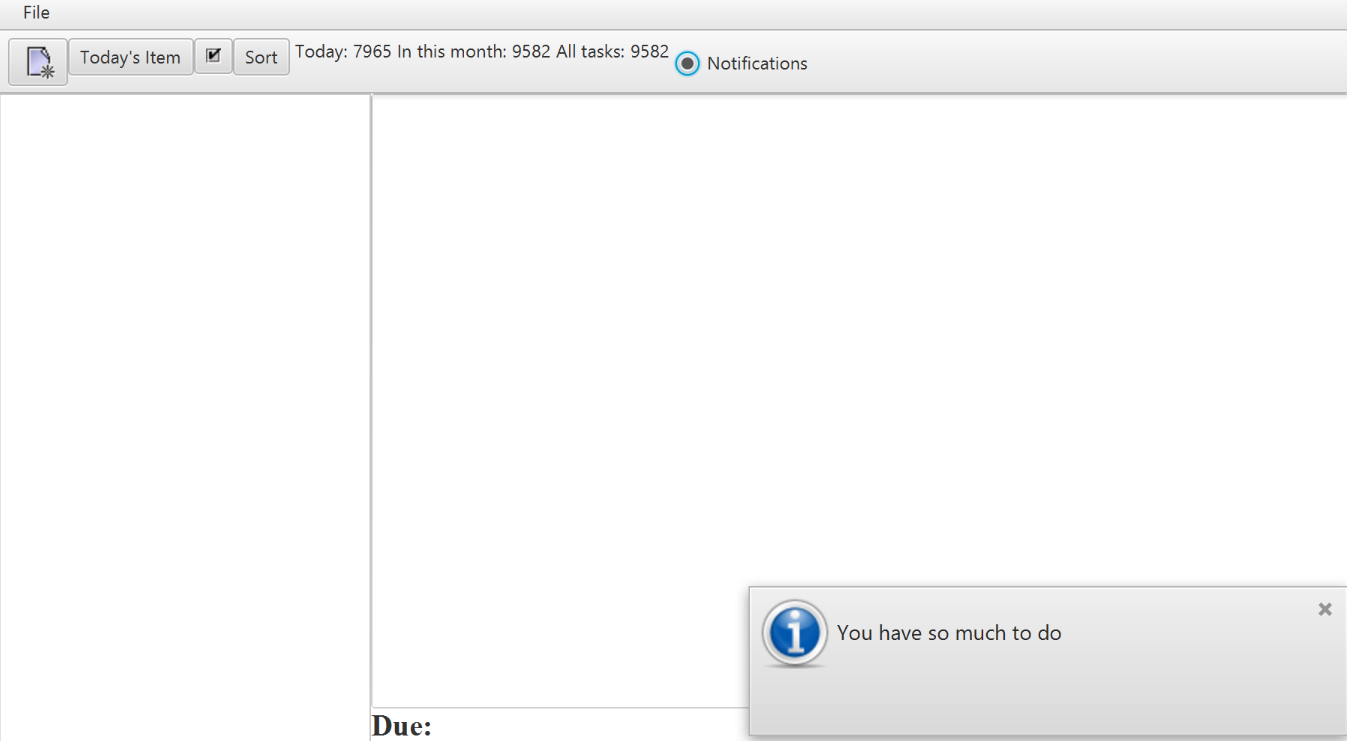 File
Today's Item Sort Today: 7965 In this month: 9582 All tasks: 9582 Notifications
You have so much to do
Due: